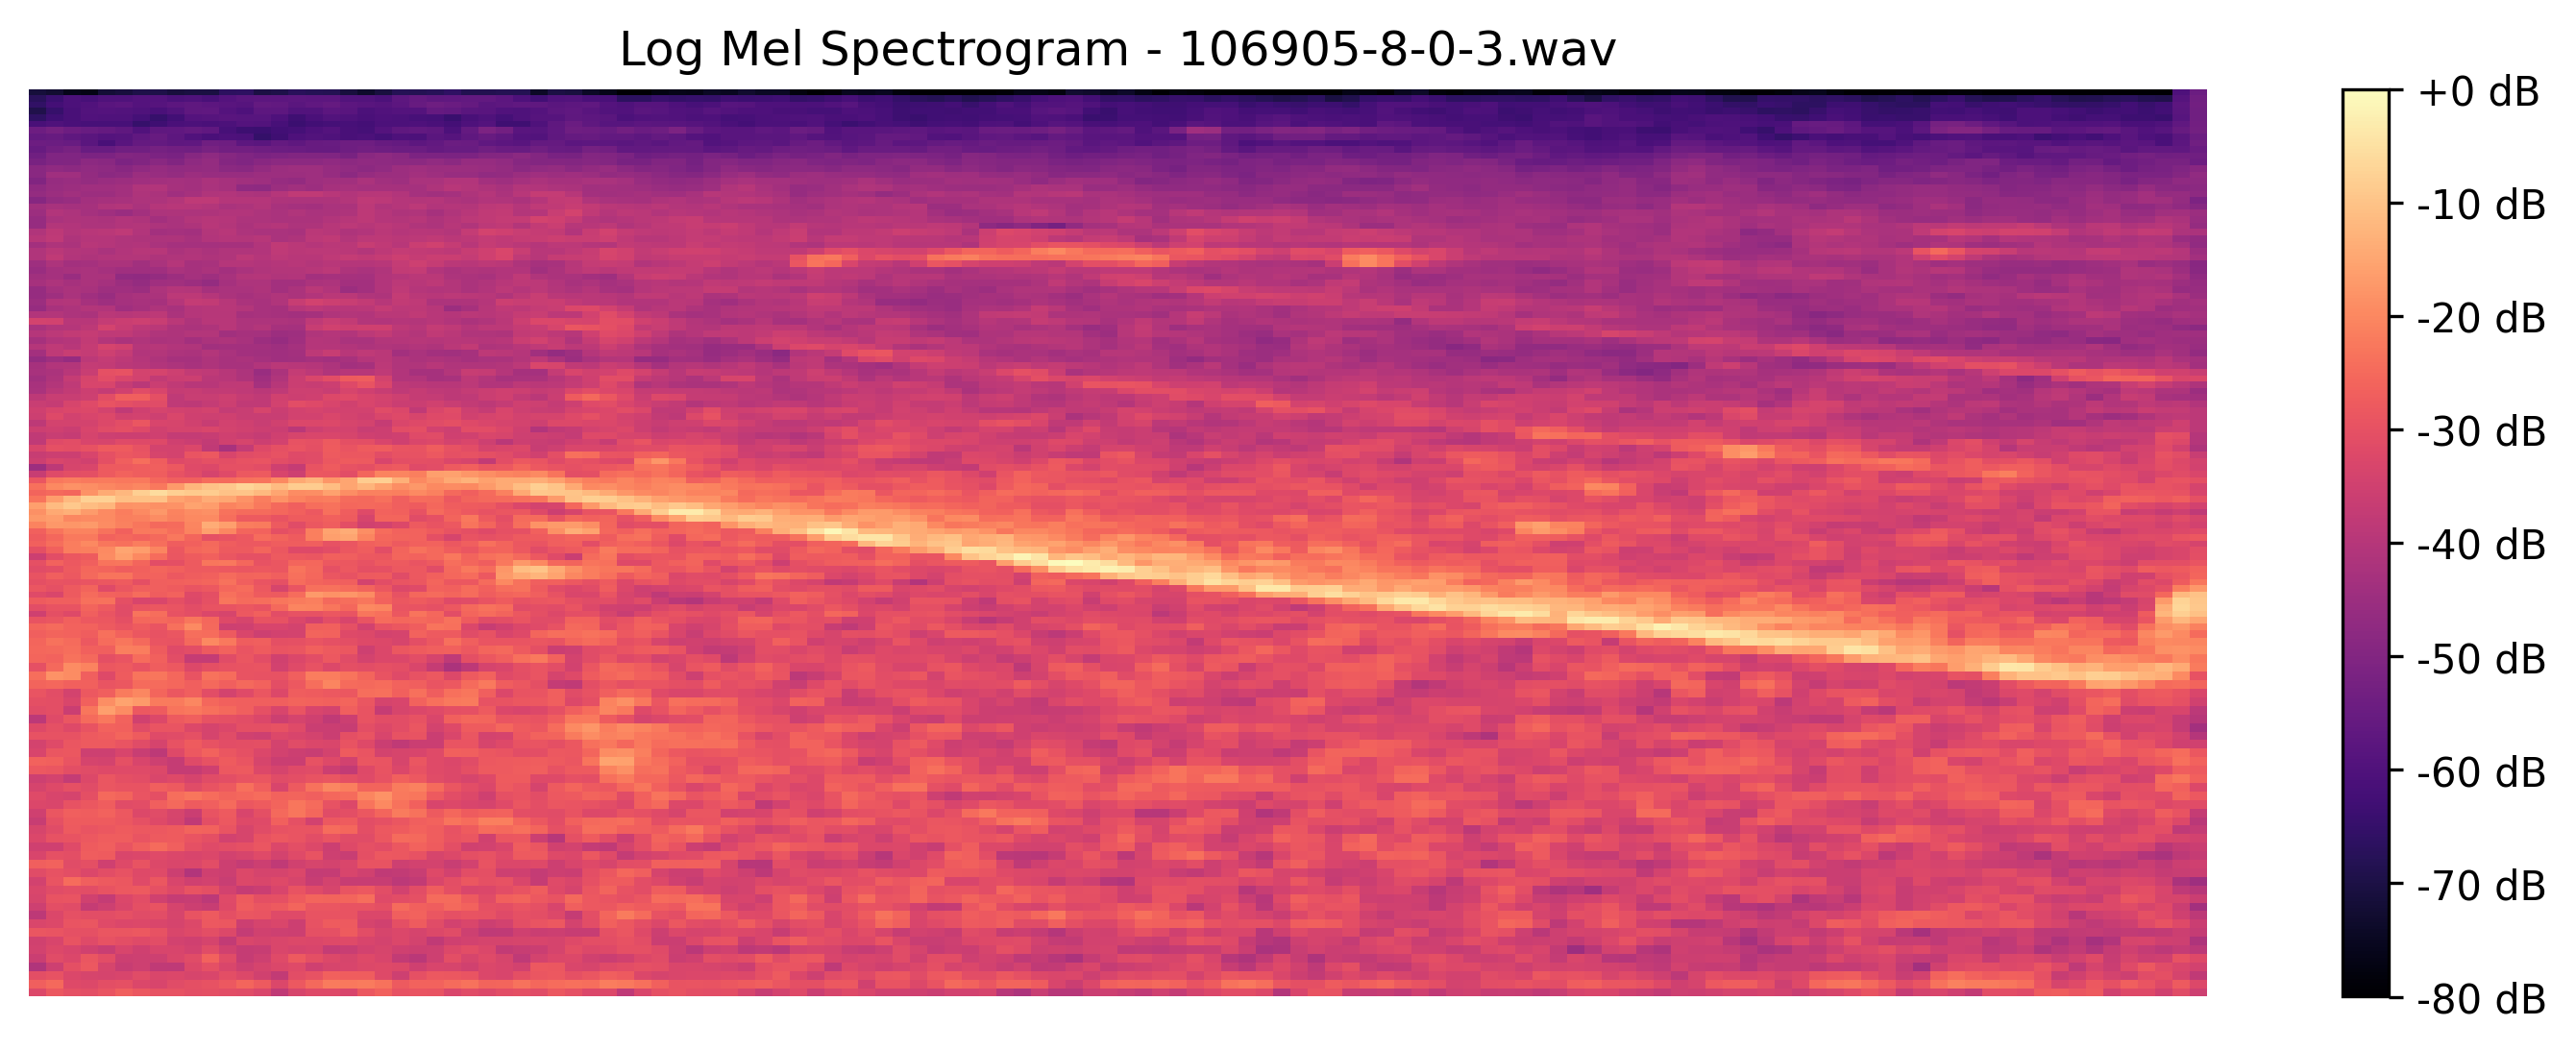 Log Mel Spectrogram - 106905-8-0-3.wav
+0 dB
-10 dB
-20 dB
-30 dB
-40 dB
-50 dB
-60 dB
-70 dB
-80 dB